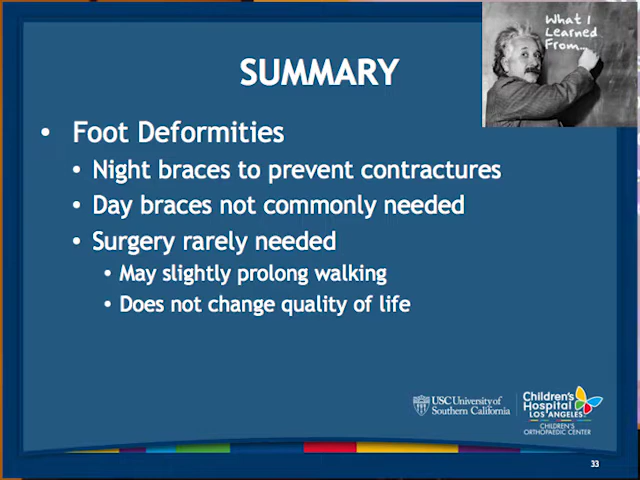 What I
Learned
From...
SUMMARY
• Foot Deformities
• Night braces to prevent contractures
• Day braces not commonly needed
• Surgery rarely needed
• May slightly prolong walking
• Does not change quality of life
USC University of
Southern California
Children's
Hospital
LOS ANGELES
CHILDREN'S
ORTHOPAEDIC CENTER
33